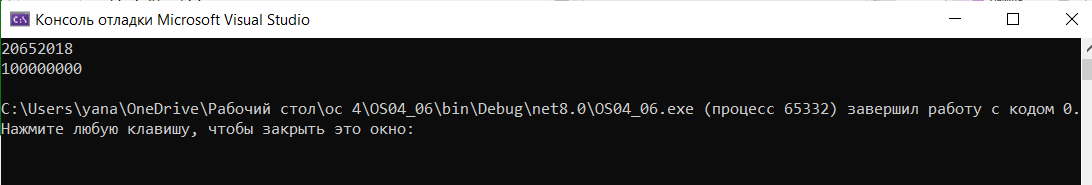 Консоль отладки Microsoft Visual Studio
20652018
100000000
C:\Users\yana\OneDrive\Рабочий стол\ос 4\OS04_06\bin\Debug\net8.0\OS04_06.exe (процесс 65332) завершил работу с кодом 0.
Нажмите любую клавишу, чтобы закрыть это окно: